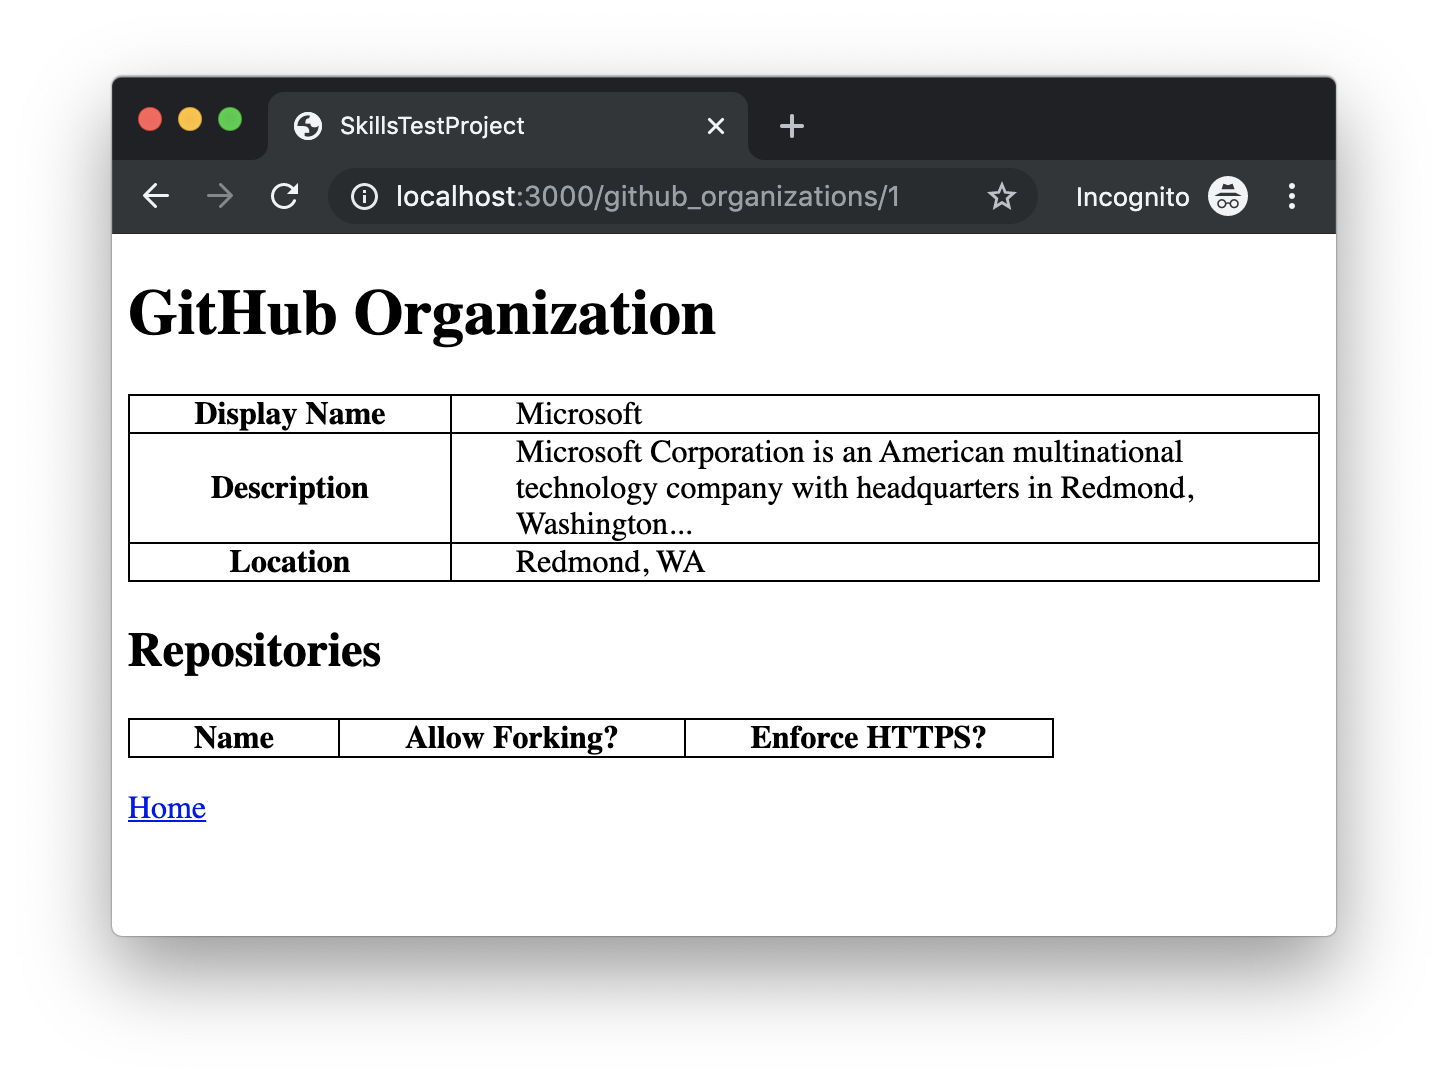 SkillsTestProject
localhost:3000/github_organizations/1
Incognito
GitHub Organization
Display Name Microsoft
Description Microsoft Corporation is an American multinational
technology company with headquarters in Redmond,
Washington...
Location Redmond, WA
Repositories
Name Allow Forking? Enforce HTTPS?
Home